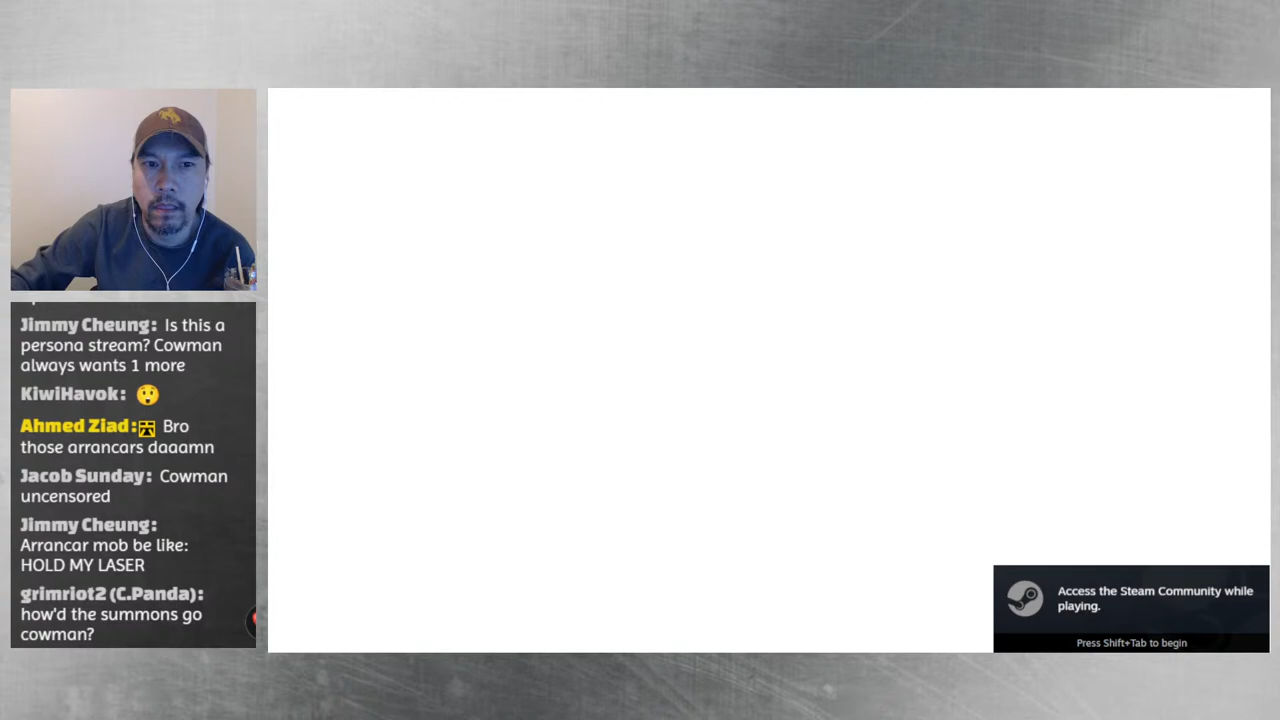 Jimmy Cheung: Is this a
persona stream? Cowman
always wants 1 more
KiwiHavok: 😲
Ahmed Ziad: Bro
those arrancars daaamn
Jacob Sunday: Cowman
uncensored
Jimmy Cheung:
Arrancar mob be like:
HOLD MY LASER
grimriot2 (C.Panda):
how'd the summons go
cowman?
Access the Steam Community while
playing.
Press Shift+Tab to begin